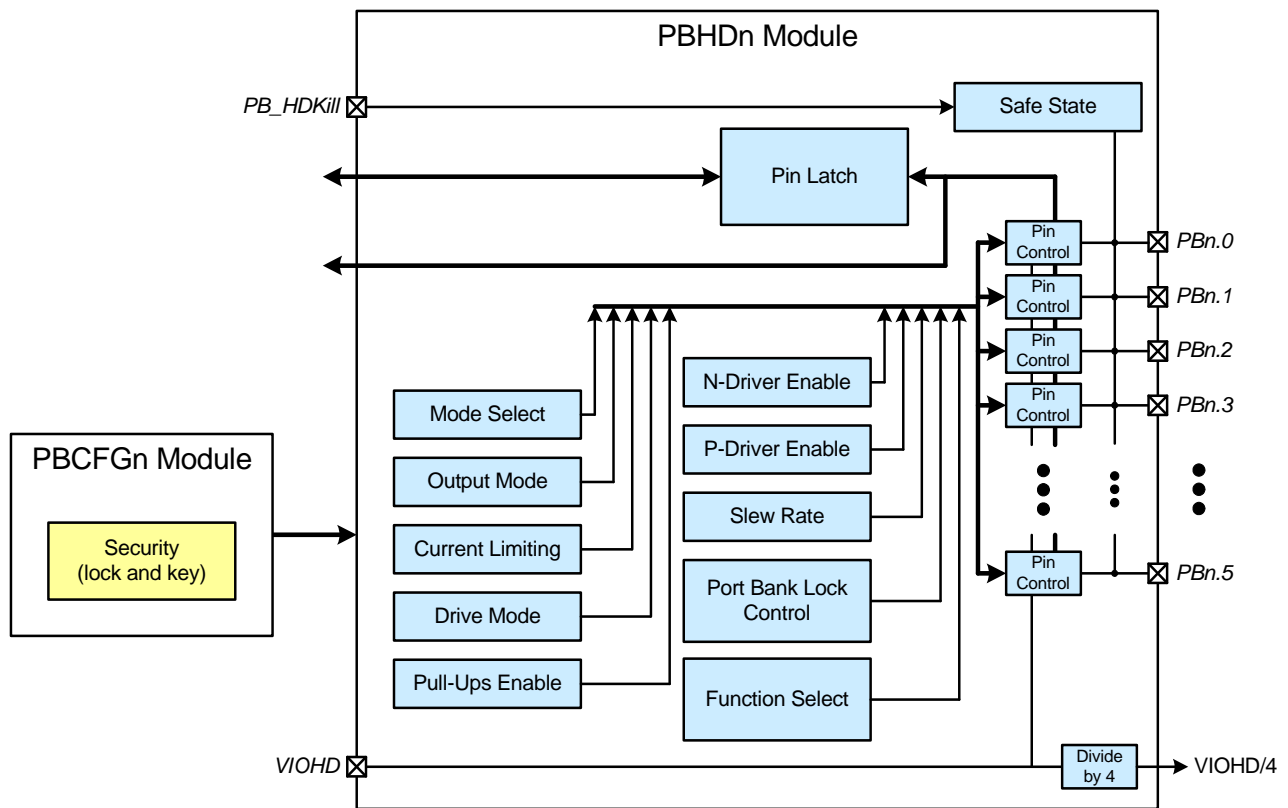 PBHDn Module
PB_HDKill
Safe State
Pin Latch
Pin
Control
PBn.0
Pin
Control
PBn.1
Pin
Control
PBn.2
Pin
Control
PBn.3
Pin
Control
PBn.5
Mode Select
Output Mode
Current Limiting
Drive Mode
Pull-Ups Enable
N-Driver Enable
P-Driver Enable
Slew Rate
Port Bank Lock
Control
Function Select
PBCFGn Module
Security
(lock and key)
VIOHD
Divide
by 4
VIOHD/4